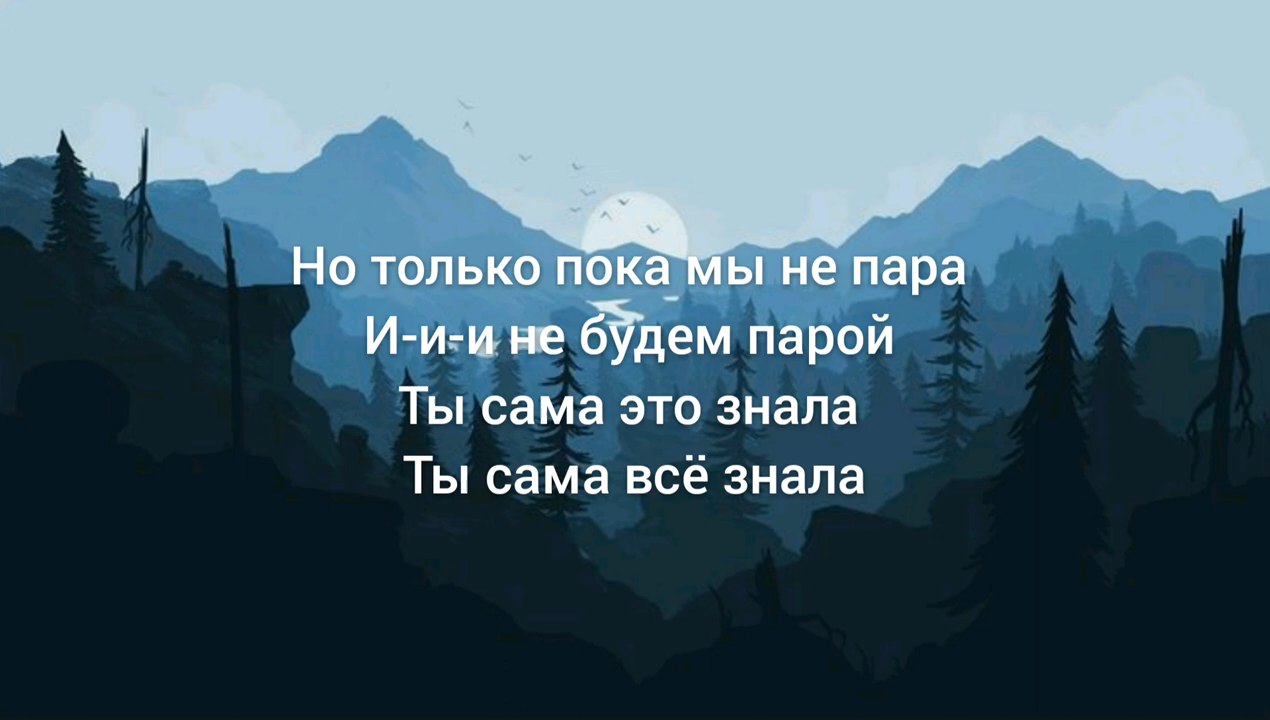 Но только пока мы не пара
И-и-и не будем парой
Ты сама это знала
Ты сама всё знала